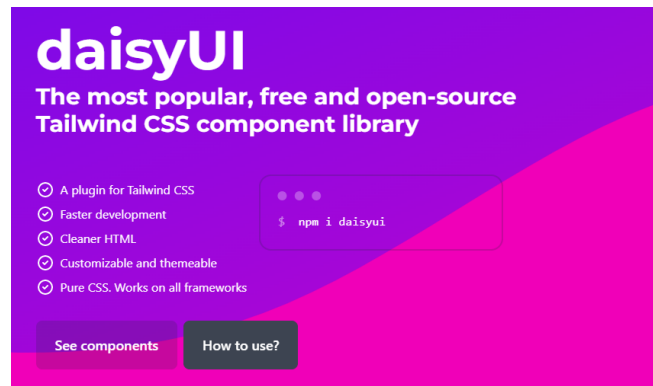 daisyUI
The most popular, free and open-source
Tailwind CSS component library
A plugin for Tailwind CSS
Faster development
Cleaner HTML
Customizable and themeable
Pure CSS. Works on all frameworks
$ npm i daisyui
See components
How to use?